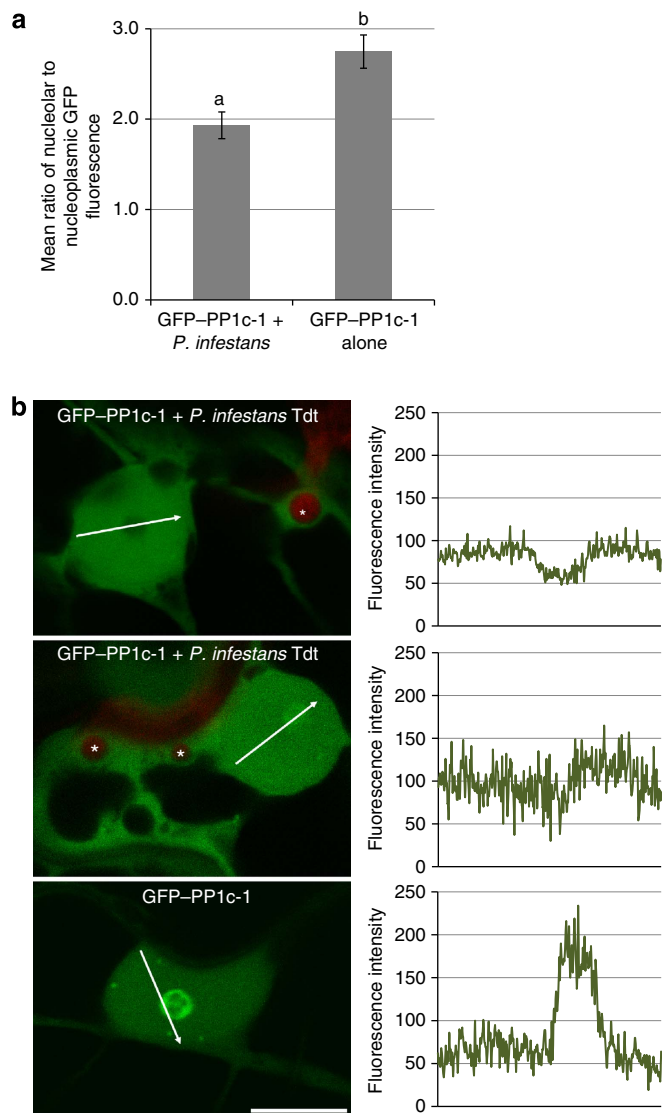 a
Mean ratio of nucleolar to
nucleoplasmic GFP
fluorescence
3.0
2.0
1.0
0.0
a
b
GFP–PP1c-1 +
P. infestans
GFP–PP1c-1
alone
b
GFP–PP1c-1 + P. infestans Tdt
*
Fluorescence intensity
250
200
150
100
50
0
GFP–PP1c-1 + P. infestans Tdt
* *
Fluorescence intensity
250
200
150
100
50
0
GFP–PP1c-1
Fluorescence intensity
250
200
150
100
50
0